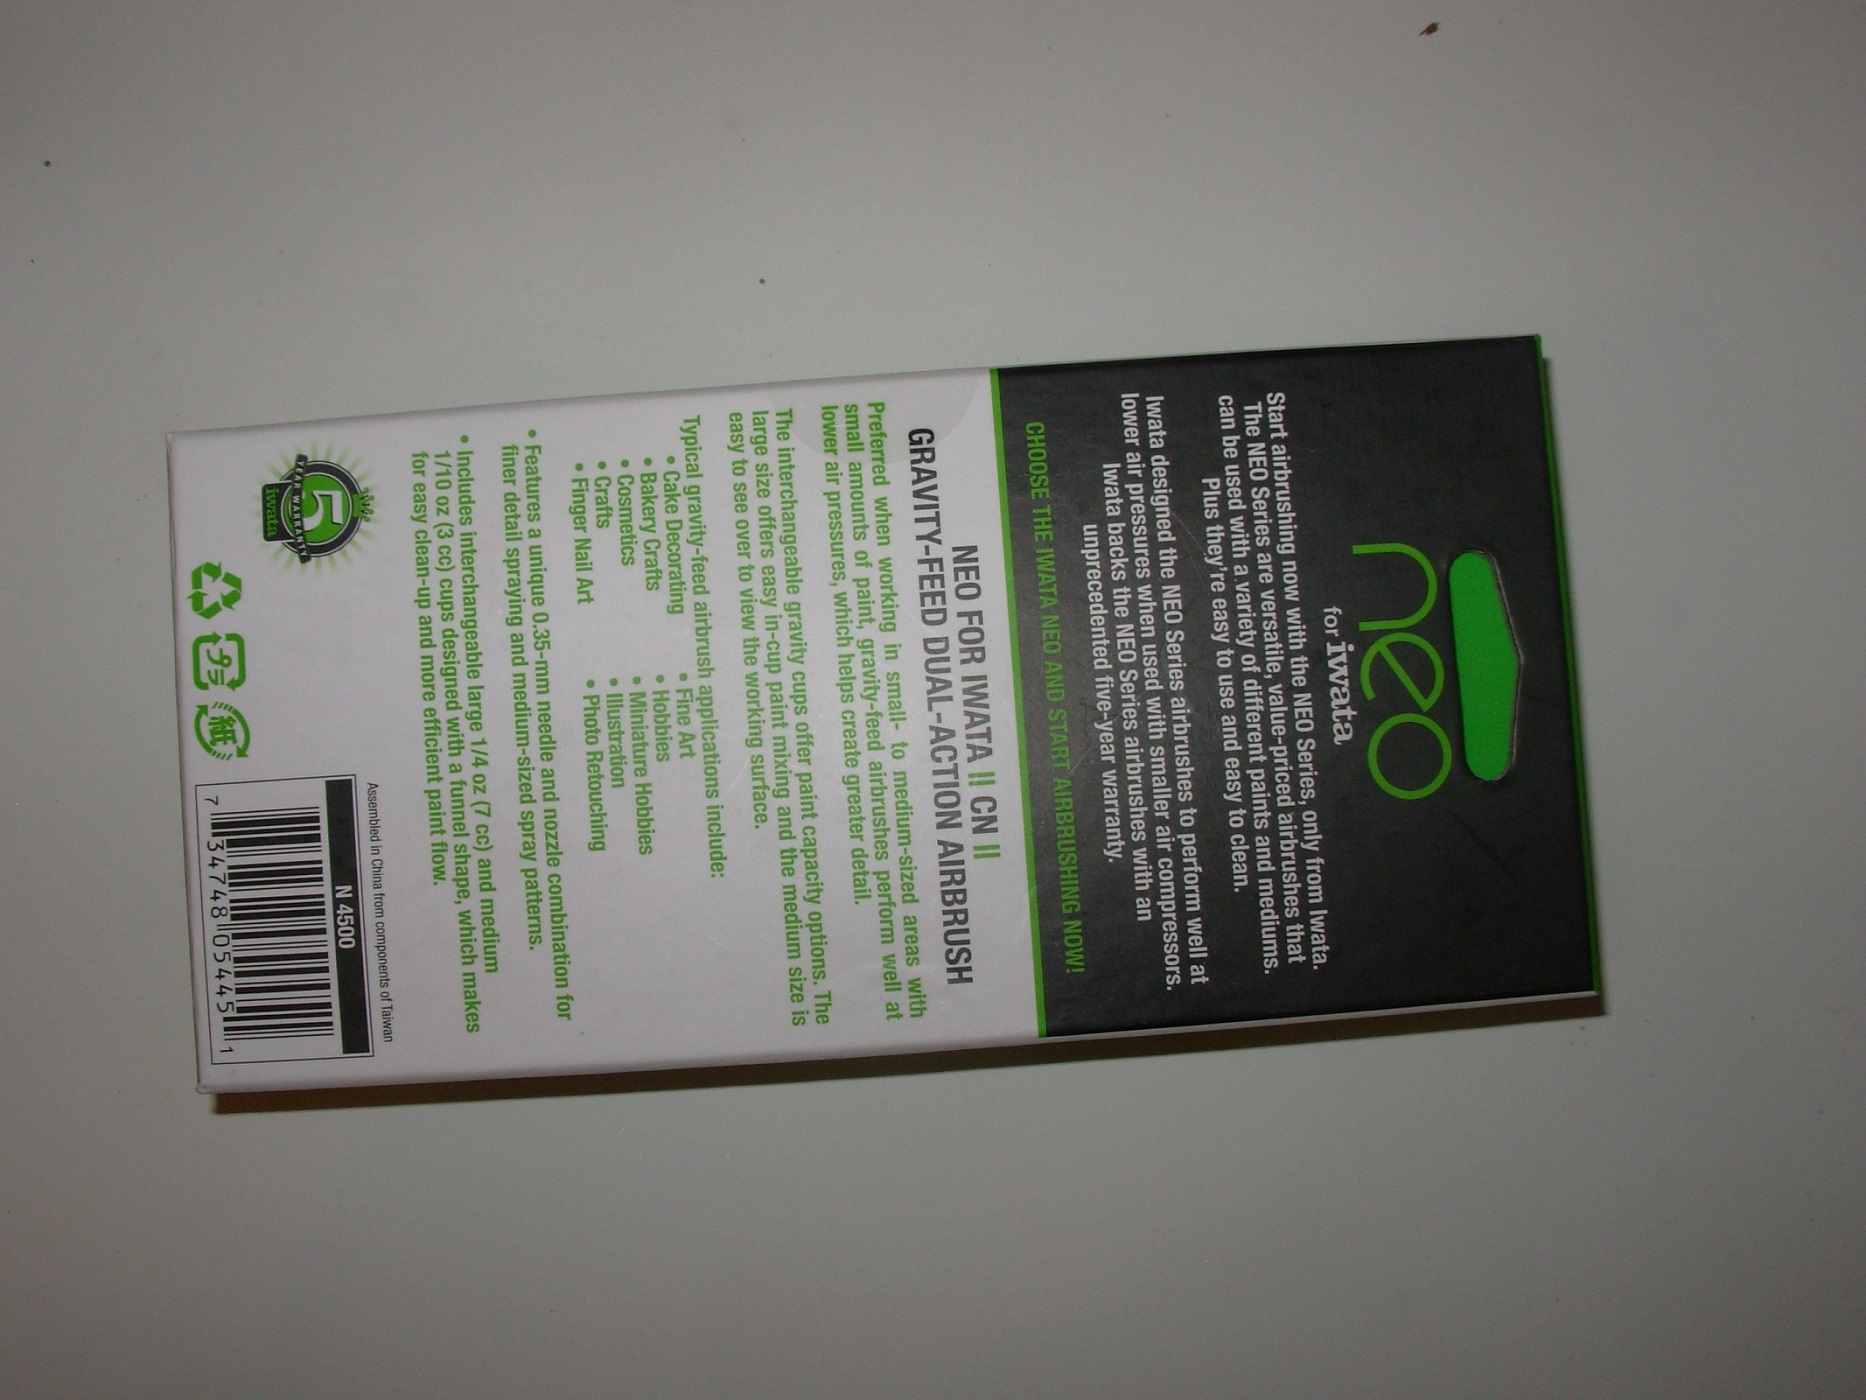 neo
for iwata
Start airbrushing now with the NEO Series, only from Iwata.
The NEO Series are versatile, value-priced airbrushes that
can be used with a variety of different paints and mediums.
Plus they're easy to use and easy to clean.
Iwata designed the NEO Series airbrushes to perform well at
lower air pressures when used with smaller air compressors.
Iwata backs the NEO Series airbrushes with an
unprecedented five-year warranty.
CHOOSE THE IWATA NEO AND START AIRBRUSHING NOW!
NEO FOR IWATA II CN II
GRAVITY-FEED DUAL-ACTION AIRBRUSH
Preferred when working in small- to medium-sized areas with
small amounts of paint, gravity-feed airbrushes perform well at
lower air pressures, which helps create greater detail.
The interchangeable gravity cups offer paint capacity options. The
large size offers easy in-cup paint mixing and the medium size is
easy to see over to view the working surface.
Typical gravity-feed airbrush applications include:
• Cake Decorating • Fine Art
• Bakery Crafts • Hobbies
• Cosmetics • Miniature Hobbies
• Crafts • Illustration
• Finger Nail Art • Photo Retouching
• Features a unique 0.35-mm needle and nozzle combination for
finer detail spraying and medium-sized spray patterns.
• Includes interchangeable large 1/4 oz (7 cc) and medium
1/10 oz (3 cc) cups designed with a funnel shape, which makes
for easy clean-up and more efficient paint flow.
5
YEAR WARRANTY
iwata
紙
Assembled in China from components of Taiwan
N 4500
7 34748 05445 1